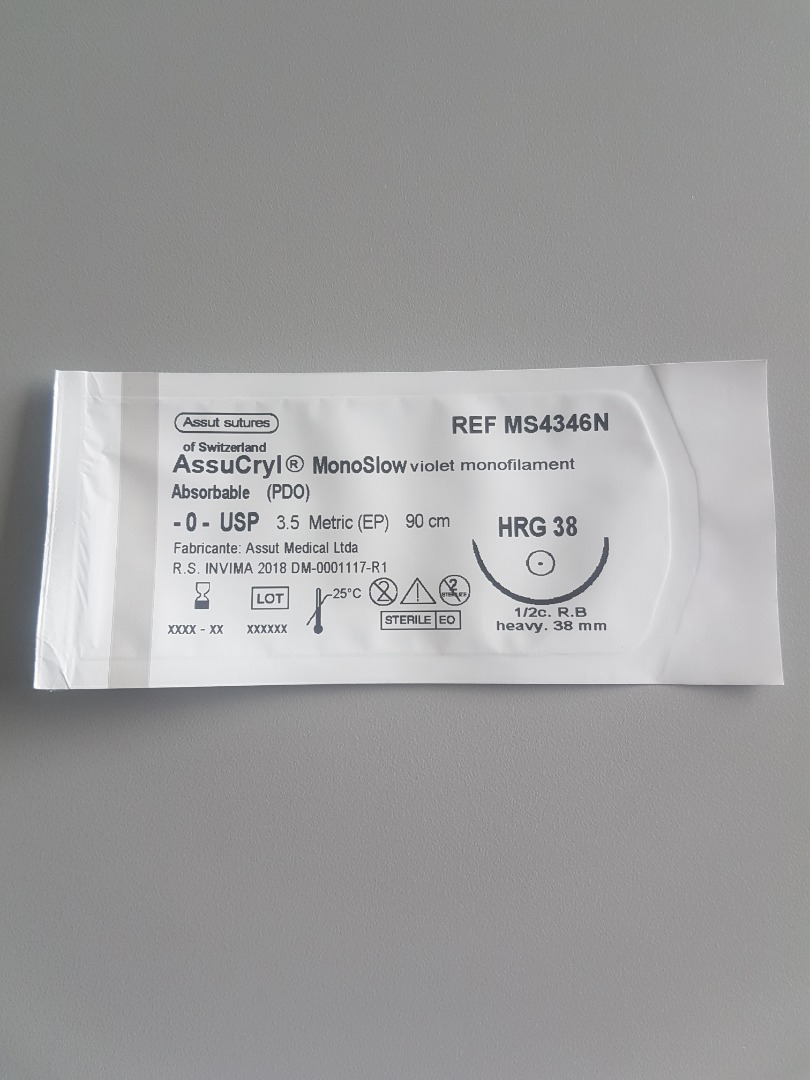 Assut sutures
of Switzerland
REF MS4346N
AssuCryl® MonoSlow violet monofilament
Absorbable (PDO)
- 0 - USP 3.5 Metric (EP) 90 cm
HRG 38
Fabricante: Assut Medical Ltda
R.S. INVIMA 2018 DM-0001117-R1
LOT
25°C
2
2
STERILE EO
XXXX - XX
XXXXXX
1/2c. R.B
heavy. 38 mm